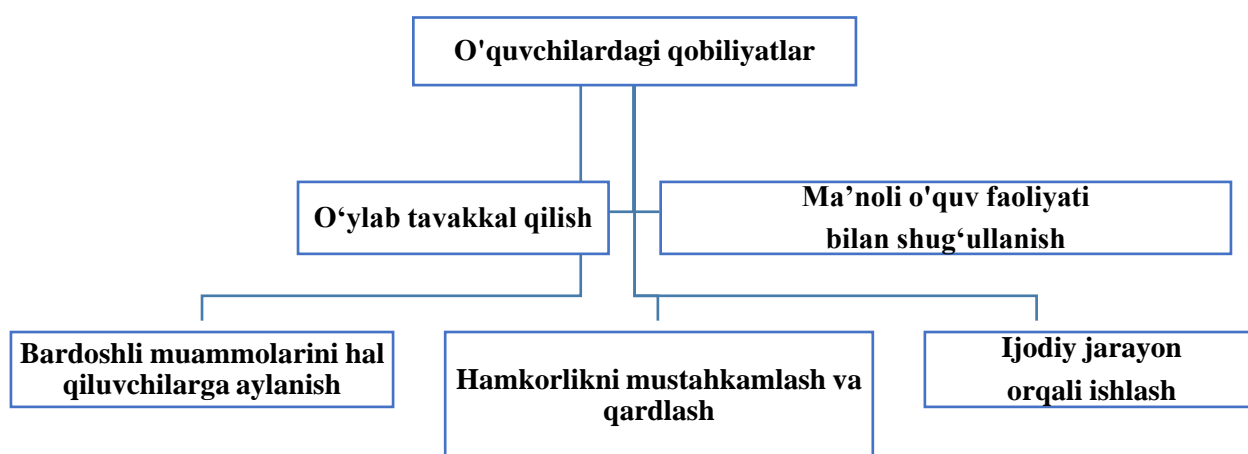 O'quvchilardagi qobiliyatlar
O‘ylab tavakkal qilish
Ma’noli o'quv faoliyati
bilan shug‘ullanish
Bardoshli muammolarini hal
qiluvchilarga aylanish
Hamkorlikni mustahkamlash va
qardlash
Ijodiy jarayon
orqali ishlash